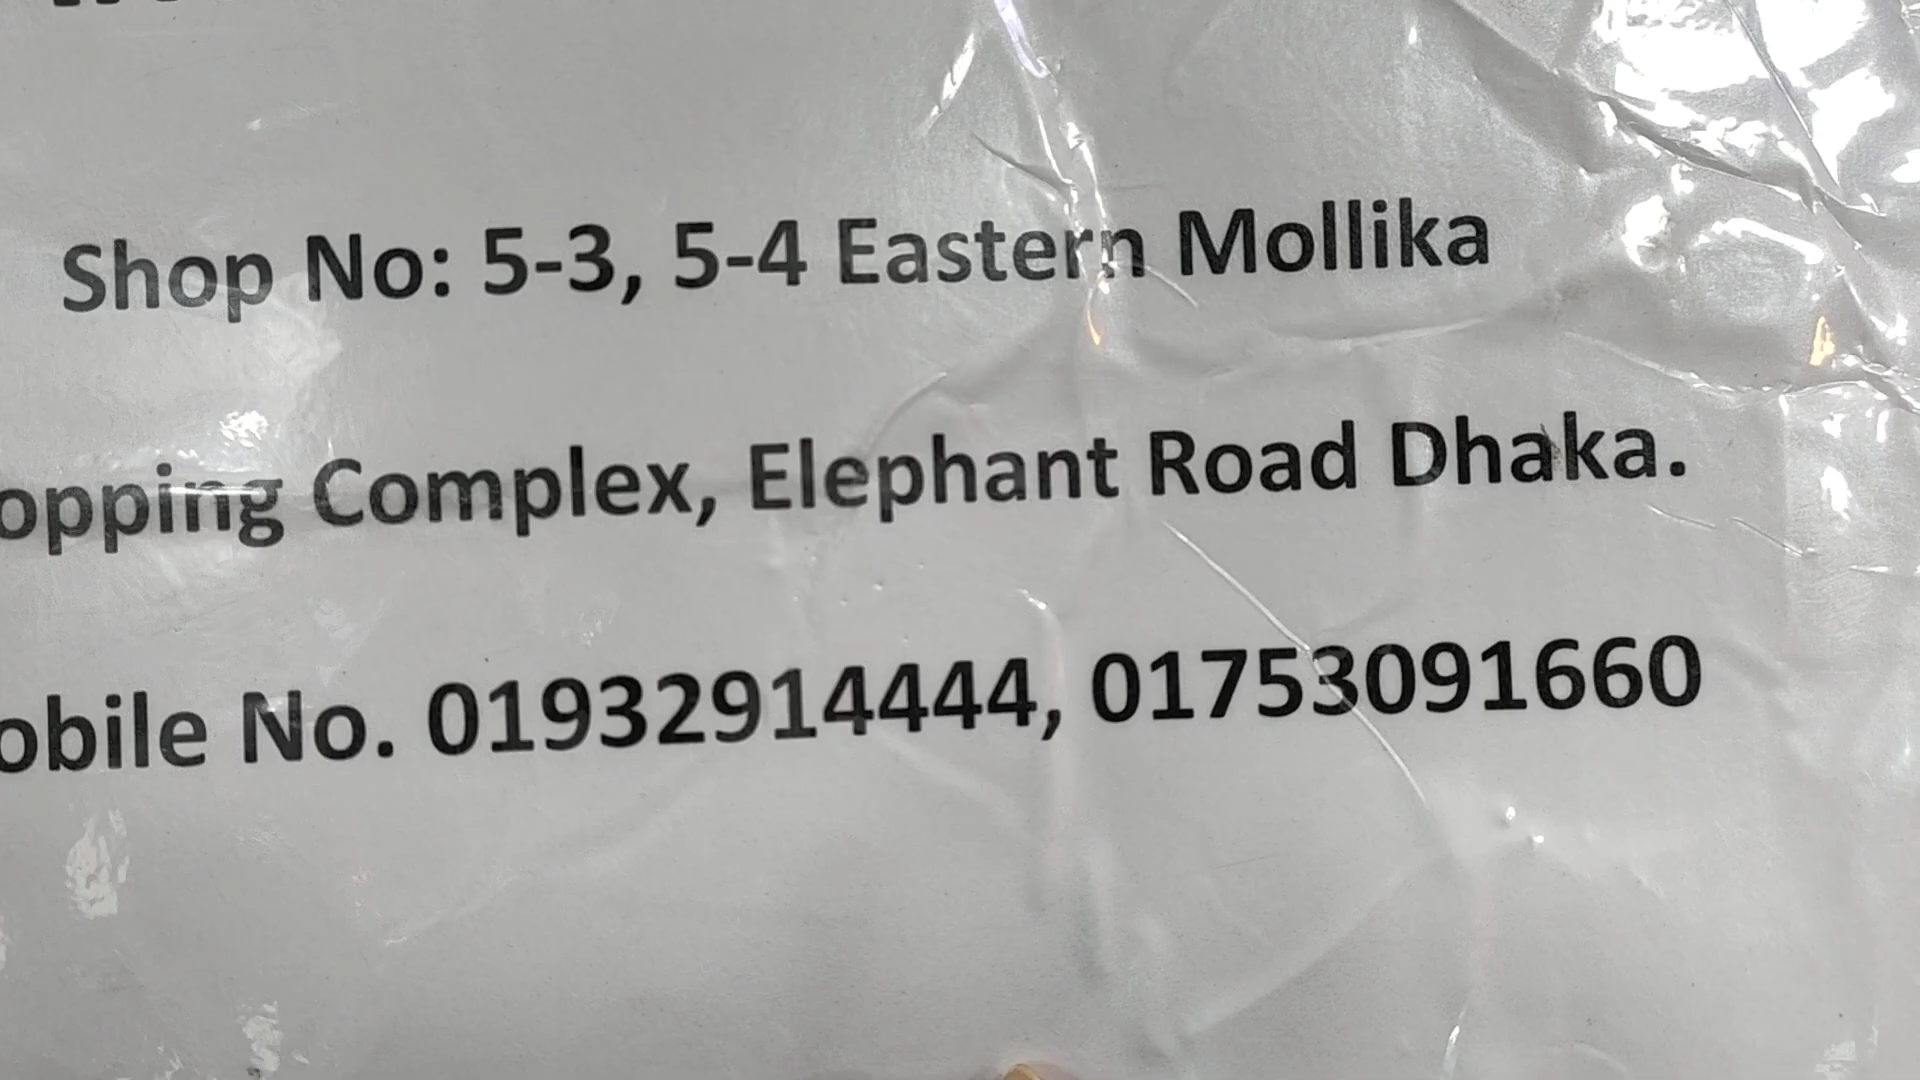 Shop No: 5-3, 5-4 Eastern Mollika
opping Complex, Elephant Road Dhaka.
obile No. 01932914444, 01753091660